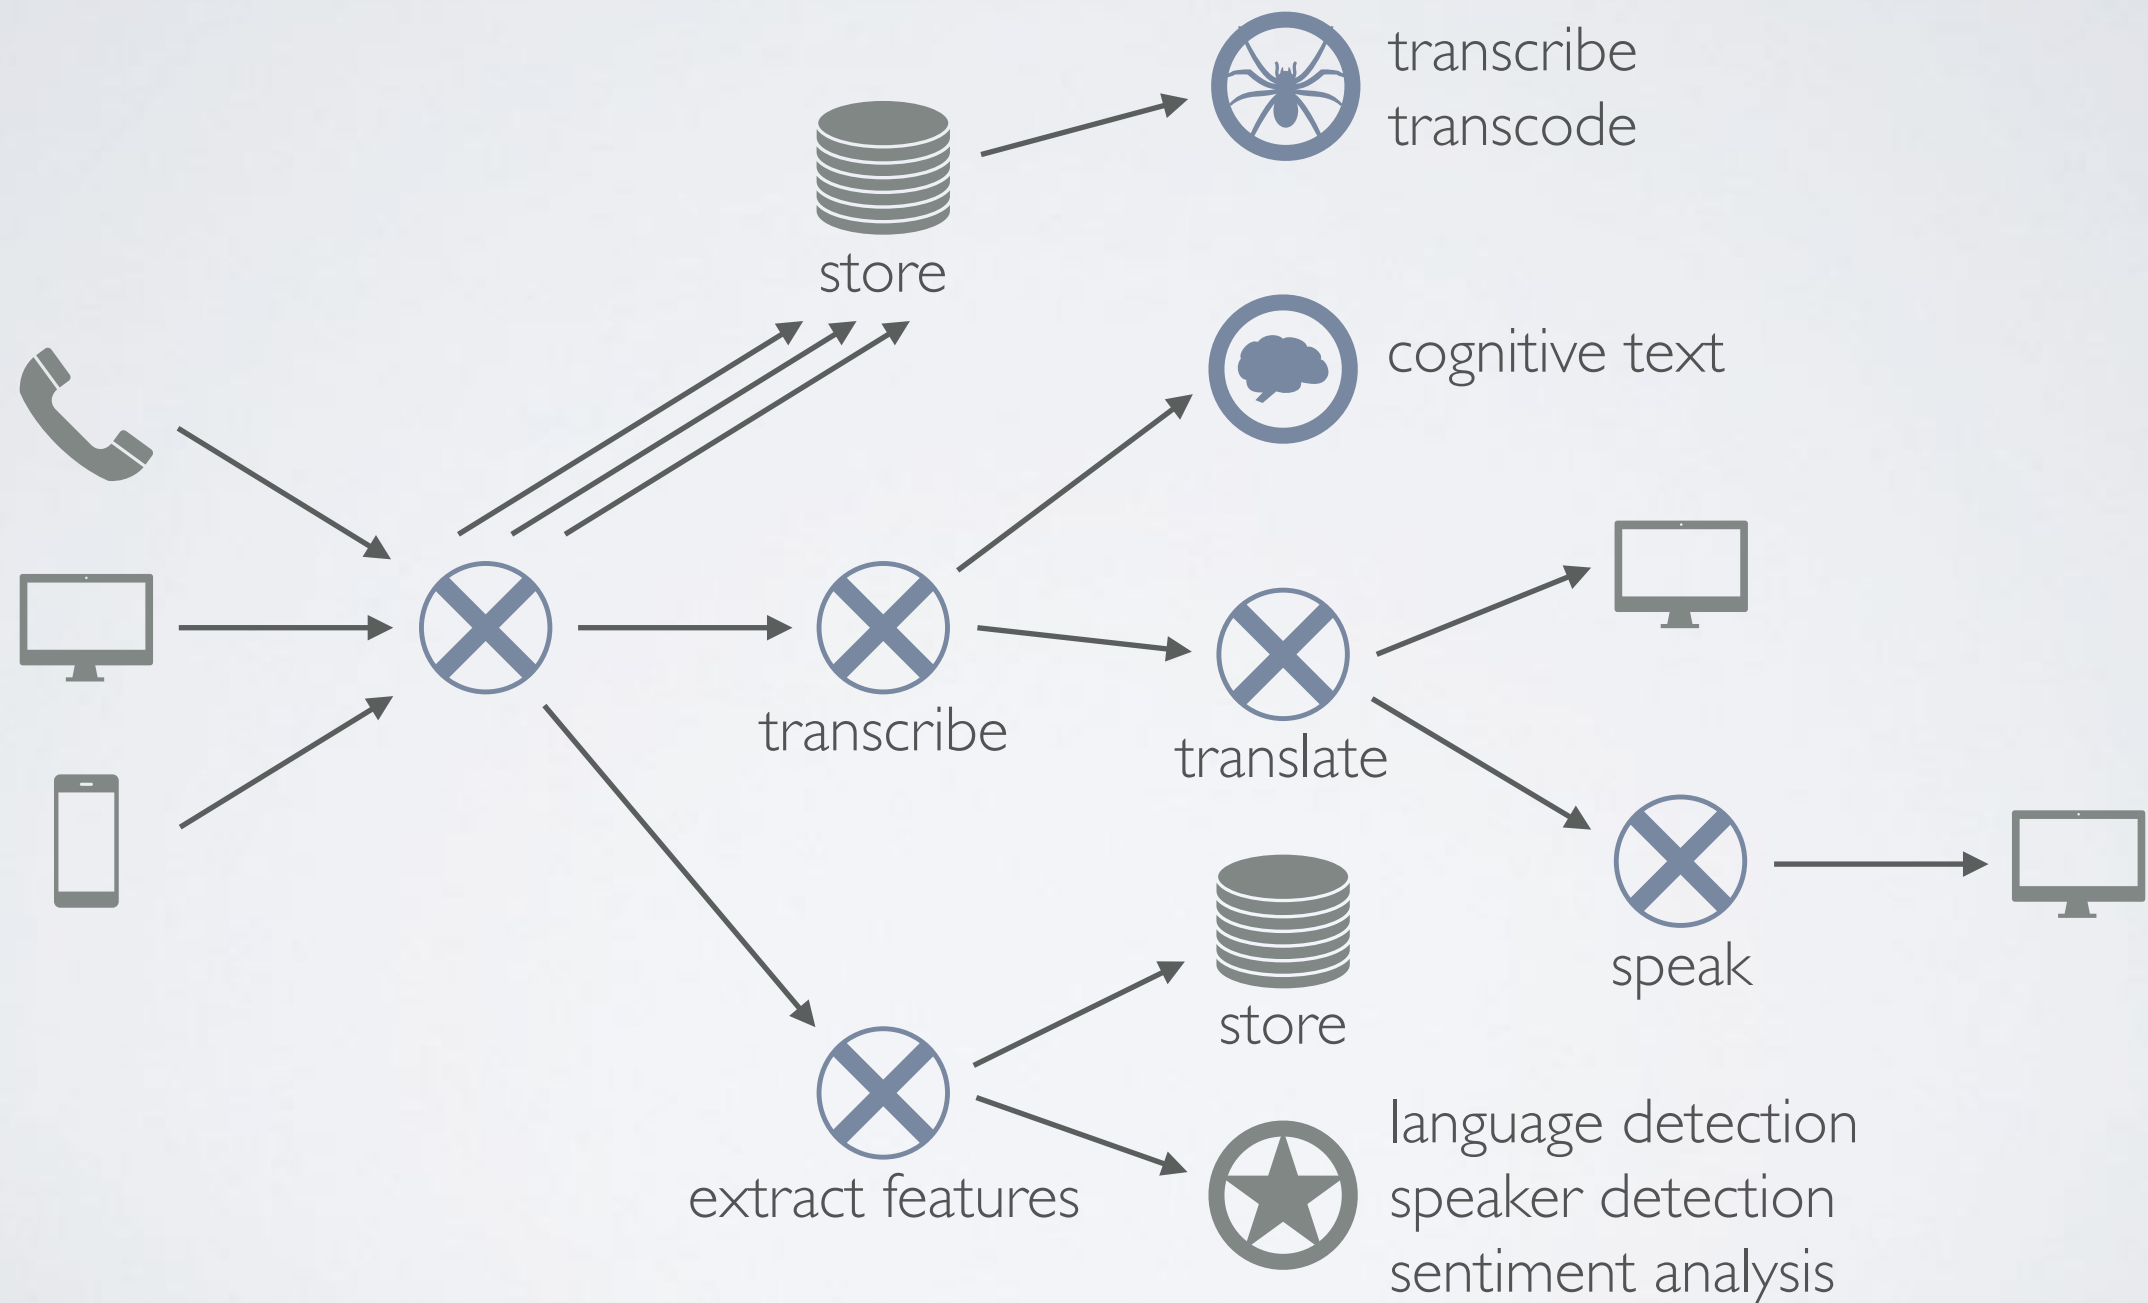 transcribe
transcode
store
cognitive text
transcribe
translate
speak
store
extract features
language detection
speaker detection
sentiment analysis